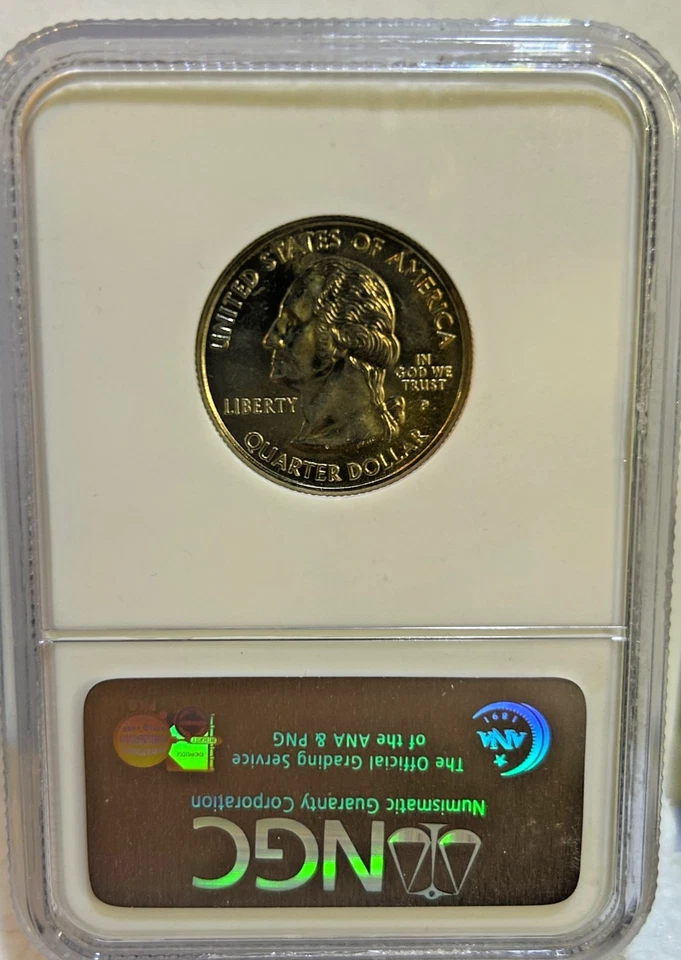 UNITED STATES OF AMERICA
LIBERTY
IN
GOD WE
TRUST
P
QUARTER DOLLAR
NGC
Numismatic Guaranty Corporation
The Official Grading Service
of the ANA & PNG
1891
ANA